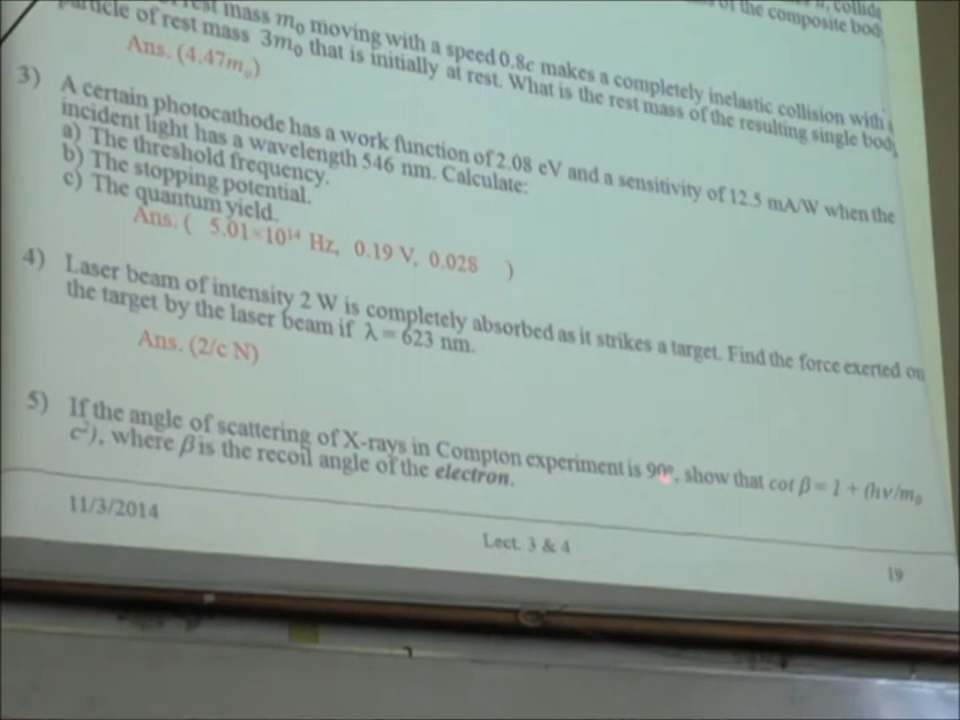 , collide
of the composite bod
rest mass m₀ moving with a speed 0.8c makes a completely inelastic collision with a
particle of rest mass 3m₀ that is initially at rest. What is the rest mass of the resulting single bod
Ans. (4.47m₀)
3) A certain photocathode has a work function of 2.08 eV and a sensitivity of 12.5 mA/W when the
incident light has a wavelength 546 nm. Calculate:
a) The threshold frequency.
b) The stopping potential.
c) The quantum yield.
Ans. ( 5.01×10¹⁴ Hz, 0.19 V, 0.028 )
4) Laser beam of intensity 2 W is completely absorbed as it strikes a target. Find the force exerted on
the target by the laser beam if λ = 623 nm.
Ans. (2/c N)
5) If the angle of scattering of X-rays in Compton experiment is 90°, show that cot β = 1 + (hν/m₀
c²), where β is the recoil angle of the electron.
11/3/2014
Lect. 3 & 4
19